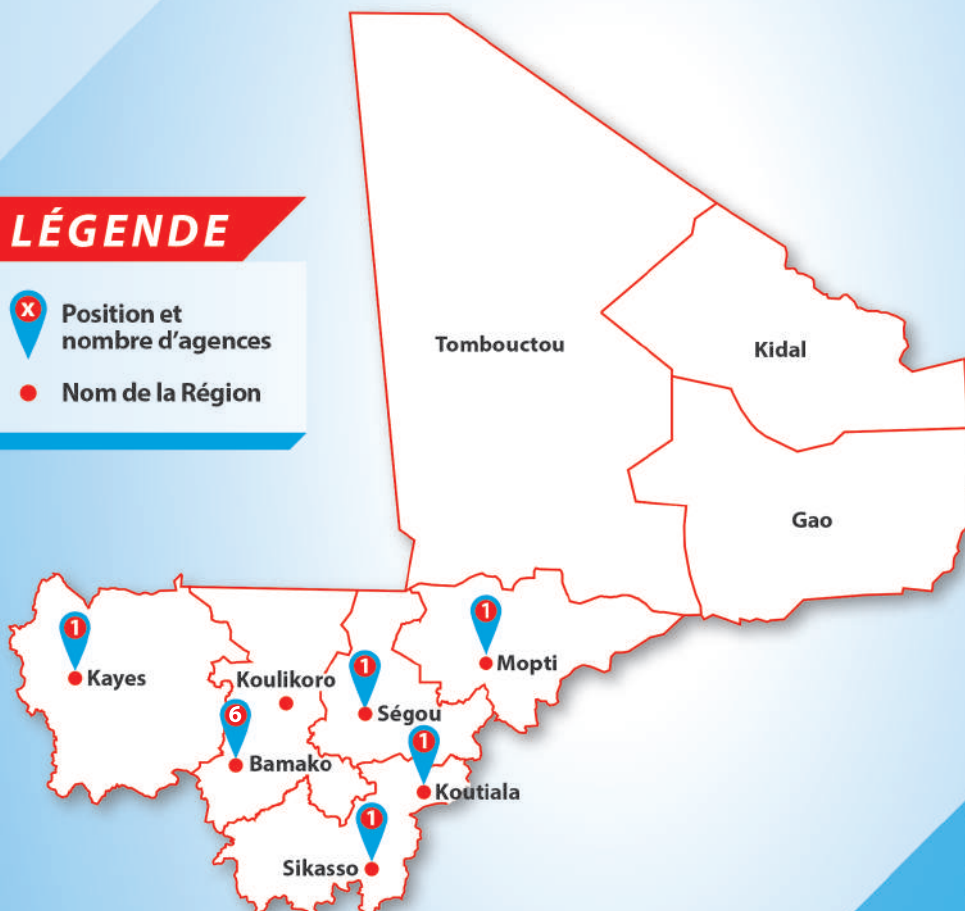 LÉGENDE
X
Position et
nombre d'agences
Nom de la Région
Tombouctou
Kidal
Gao
1
Kayes
Koulikoro
6
Bamako
1
Ségou
1
Mopti
1
Koutiala
1
Sikasso